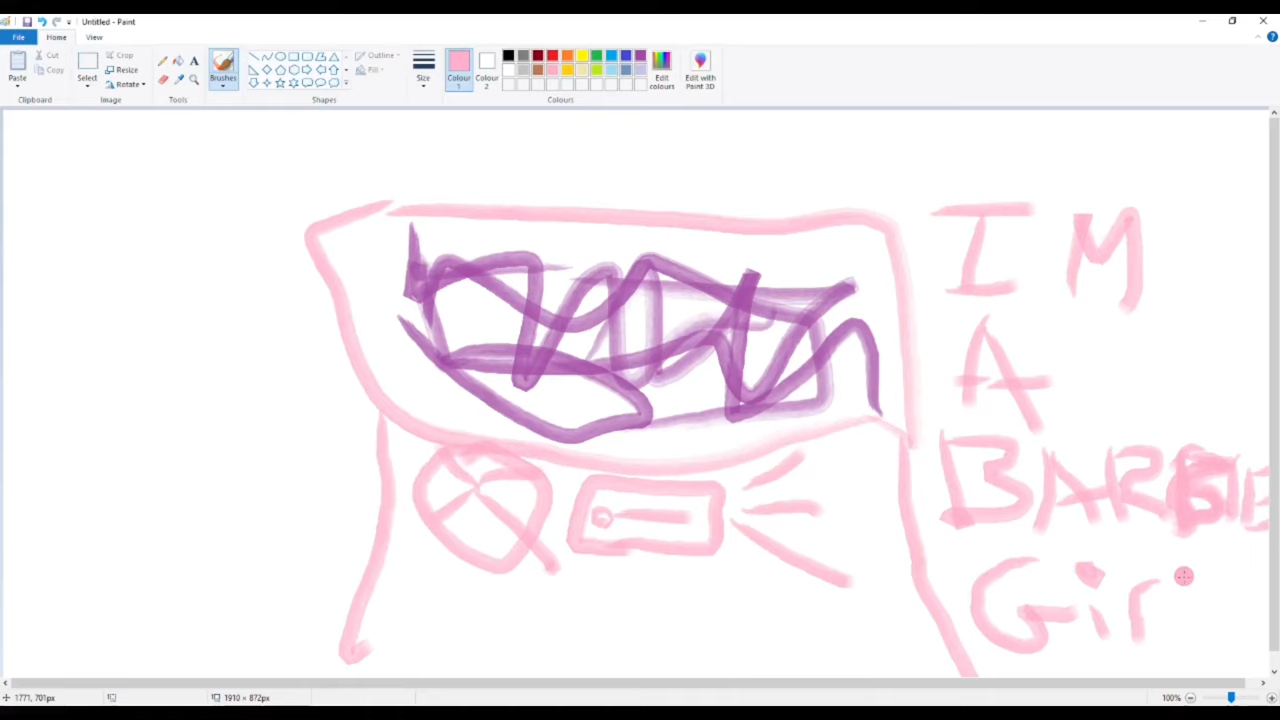 Untitled - Paint
File
Home
View
Paste
Cut
Copy
Clipboard
Select
Crop
Resize
Rotate
Image
Tools
Brushes
Shapes
Outline
Fill
Size
Colour 1
Colour 2
Edit colours
Edit with Paint 3D
Colours
I M
A
BARBIE
Gir
1771, 701px
1910 × 872px
100%